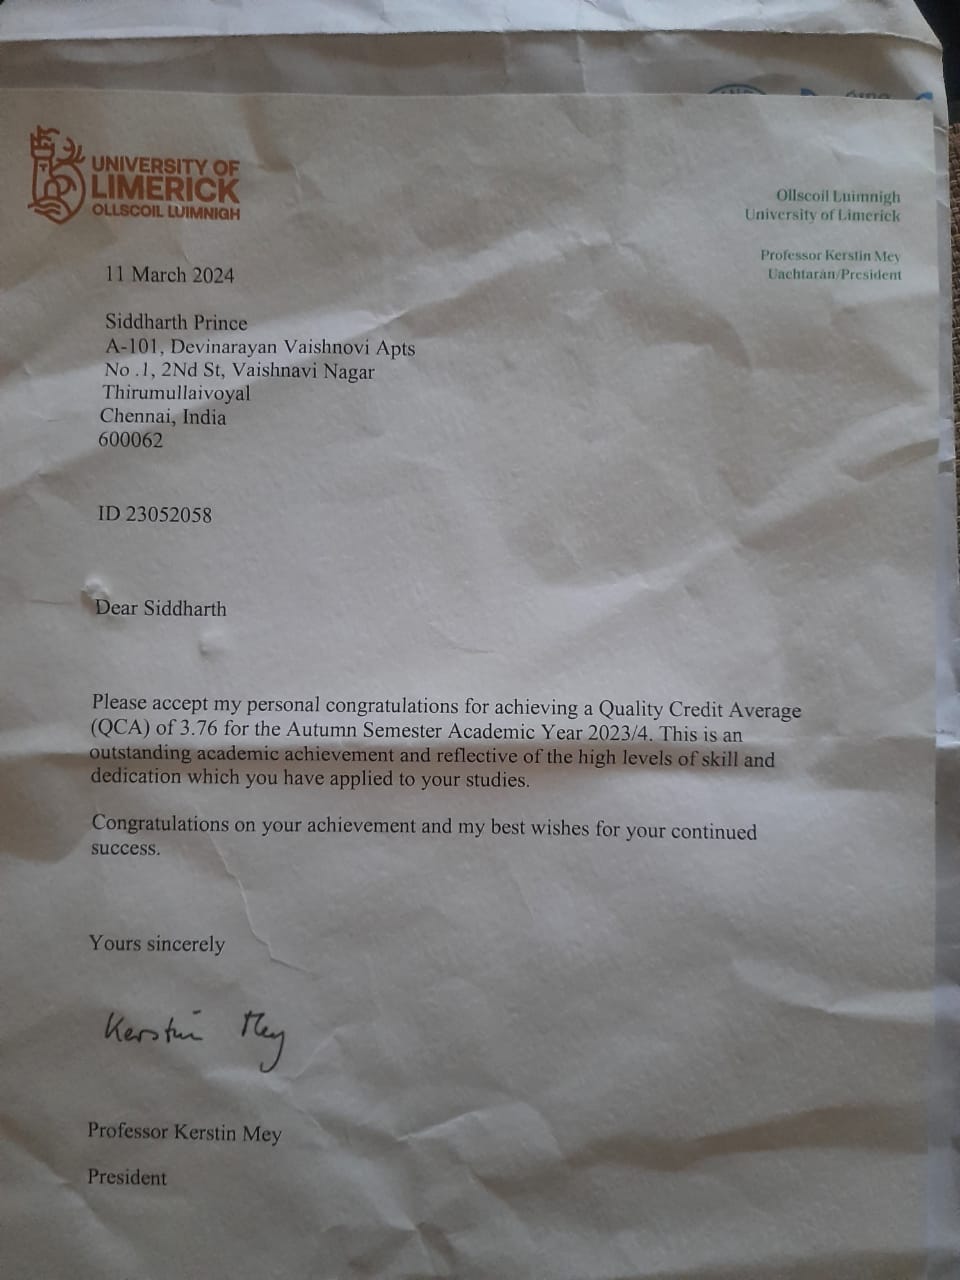 UNIVERSITY OF
LIMERICK
OLLSCOIL LUIMNIGH
Ollscoil Luimnigh
University of Limerick
Professor Kerstin Mey
Uachtarán/President
11 March 2024
Siddharth Prince
A-101, Devinarayan Vaishnovi Apts
No .1, 2Nd St, Vaishnavi Nagar
Thirumullaivoyal
Chennai, India
600062
ID 23052058
Dear Siddharth
Please accept my personal congratulations for achieving a Quality Credit Average
(QCA) of 3.76 for the Autumn Semester Academic Year 2023/4. This is an
outstanding academic achievement and reflective of the high levels of skill and
dedication which you have applied to your studies.
Congratulations on your achievement and my best wishes for your continued
success.
Yours sincerely
Kerstin Mey
Professor Kerstin Mey
President